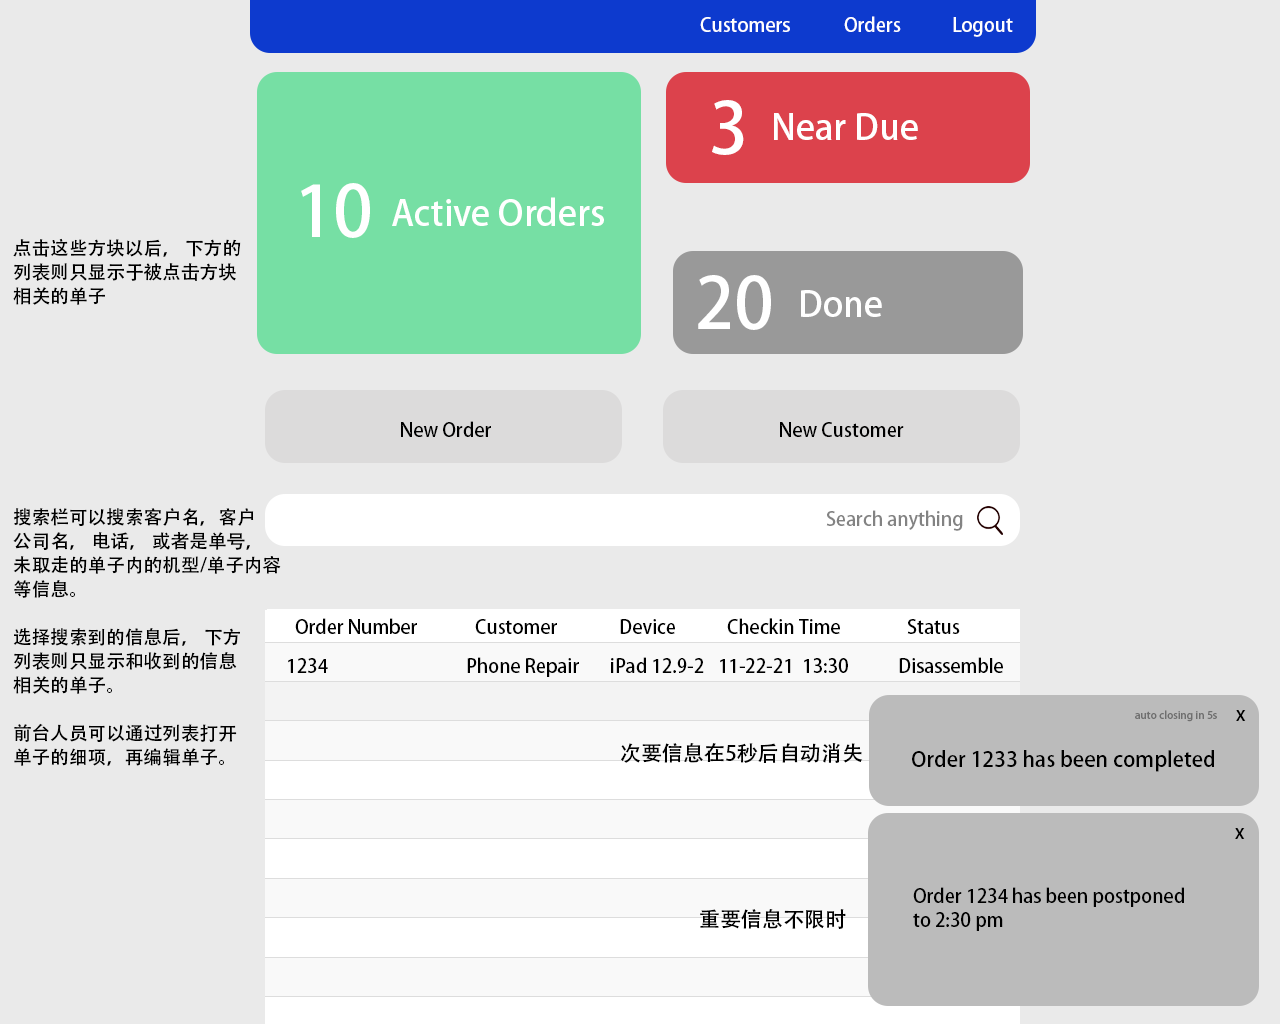 Customers Orders Logout
10 Active Orders
3 Near Due
20 Done
点击这些方块以后， 下方的
列表则只显示于被点击方块
相关的单子
New Order
New Customer
Search anything
搜索栏可以搜索客户名，客户
公司名， 电话， 或者是单号，
未取走的单子内的机型/单子内容
等信息。
选择搜索到的信息后， 下方
列表则只显示和收到的信息
相关的单子。
前台人员可以通过列表打开
单子的细项，再编辑单子。
Order Number Customer Device Checkin Time Status
1234 Phone Repair iPad 12.9-2 11-22-21 13:30 Disassemble
次要信息在5秒后自动消失
auto closing in 5s X
Order 1233 has been completed
重要信息不限时
X
Order 1234 has been postponed
to 2:30 pm